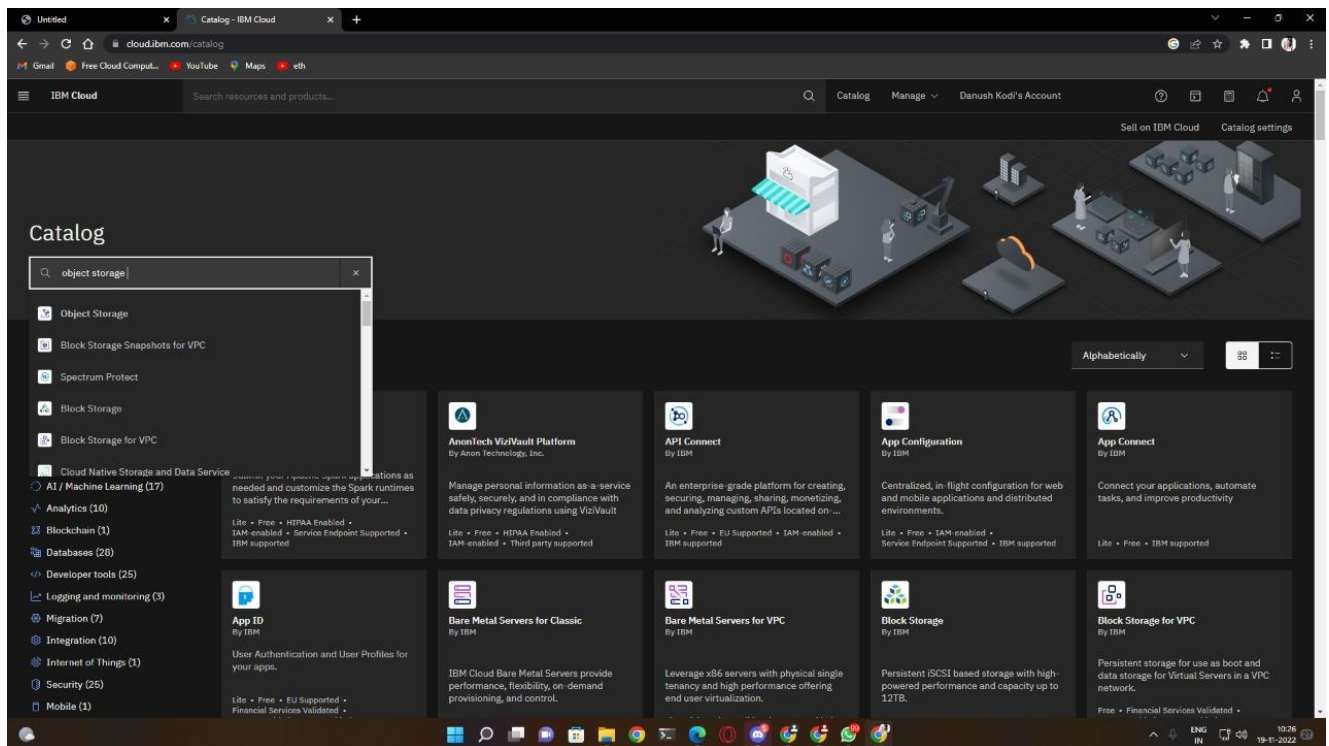 Untitled
Catalog - IBM Cloud
cloud.ibm.com/catalog
Gmail
Free Cloud Comput...
YouTube
Maps
eth
IBM Cloud
Search resources and products...
Catalog
Manage
Danush Kodi's Account
Sell on IBM Cloud
Catalog settings
Catalog
object storage
Object Storage
Block Storage Snapshots for VPC
Spectrum Protect
Block Storage
Block Storage for VPC
Cloud Native Storage and Data Service
Alphabetically
AI / Machine Learning (17)
Analytics (10)
Blockchain (1)
Databases (28)
Developer tools (25)
Logging and monitoring (3)
Migration (7)
Integration (10)
Internet of Things (1)
Security (25)
Mobile (1)
needed and customize the Spark runtimes
to satisfy the requirements of your...
Lite • Free • HIPAA Enabled •
IAM-enabled • Service Endpoint Supported •
IBM supported
AnonTech ViziVault Platform
By Anon Technology, Inc.
Manage personal information as-a-service
safely, securely, and in compliance with
data privacy regulations using ViziVault
Lite • Free • HIPAA Enabled •
IAM-enabled • Third party supported
API Connect
By IBM
An enterprise-grade platform for creating,
securing, managing, sharing, monetizing,
and analyzing custom APIs located on-...
Lite • Free • EU Supported • IAM-enabled •
IBM supported
App Configuration
By IBM
Centralized, in-flight configuration for web
and mobile applications and distributed
environments.
Lite • Free • IAM-enabled •
Service Endpoint Supported • IBM supported
App Connect
By IBM
Connect your applications, automate
tasks, and improve productivity
Lite • Free • IBM supported
App ID
By IBM
User Authentication and User Profiles for
your apps.
Lite • Free • EU Supported •
Financial Services Validated •
Bare Metal Servers for Classic
By IBM
IBM Cloud Bare Metal Servers provide
performance, flexibility, on-demand
provisioning, and control.
Bare Metal Servers for VPC
By IBM
Leverage x86 servers with physical single
tenancy and high performance offering
end user virtualization.
Block Storage
By IBM
Persistent iSCSI based storage with high-
powered performance and capacity up to
12TB.
Block Storage for VPC
By IBM
Persistent storage for use as boot and
data storage for Virtual Servers in a VPC
network.
Free • Financial Services Validated •
99
ENG
IN
10:26
19-11-2022